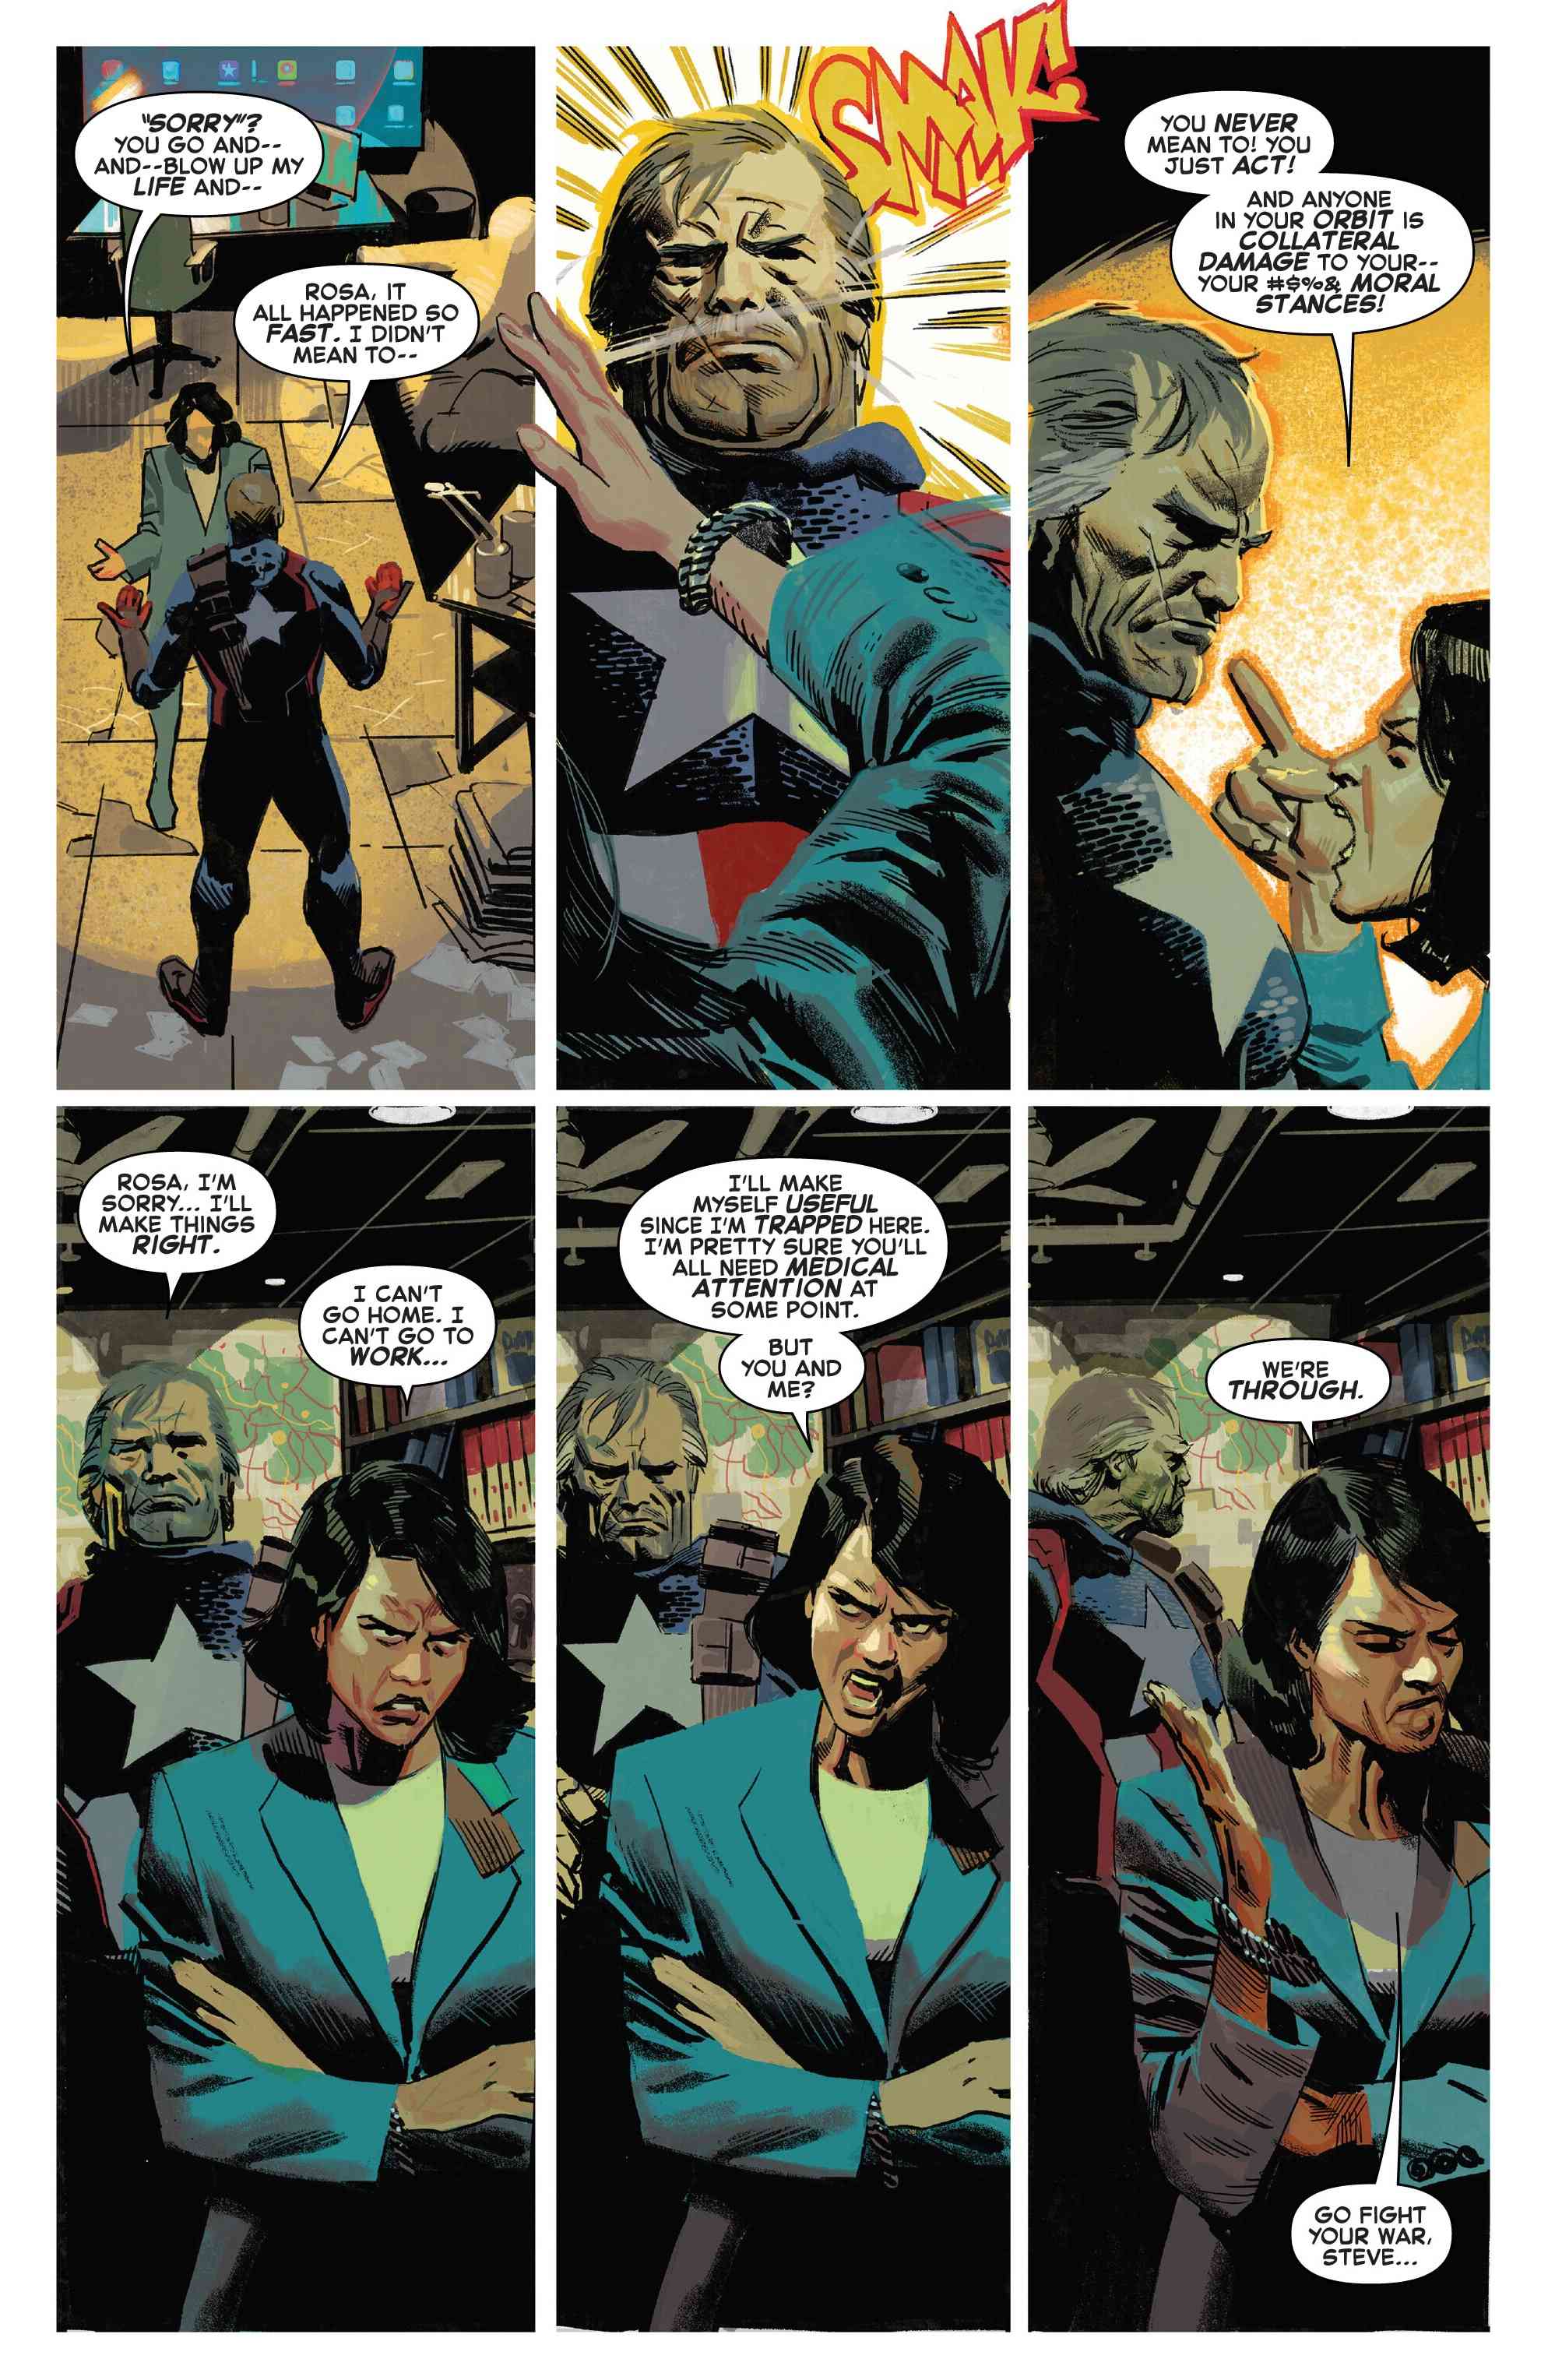 "SORRY"?
YOU GO AND--
AND--BLOW UP MY
LIFE AND--
ROSA, IT
ALL HAPPENED SO
FAST. I DIDN'T
MEAN TO--
SMAK
YOU NEVER
MEAN TO! YOU
JUST ACT!
AND ANYONE
IN YOUR ORBIT IS
COLLATERAL
DAMAGE TO YOUR--
YOUR #$%& MORAL
STANCES!
ROSA, I'M
SORRY... I'LL
MAKE THINGS
RIGHT.
I CAN'T
GO HOME. I
CAN'T GO TO
WORK...
I'LL MAKE
MYSELF USEFUL
SINCE I'M TRAPPED HERE.
I'M PRETTY SURE YOU'LL
ALL NEED MEDICAL
ATTENTION AT
SOME POINT.
BUT
YOU AND
ME?
WE'RE
THROUGH.
GO FIGHT
YOUR WAR,
STEVE...